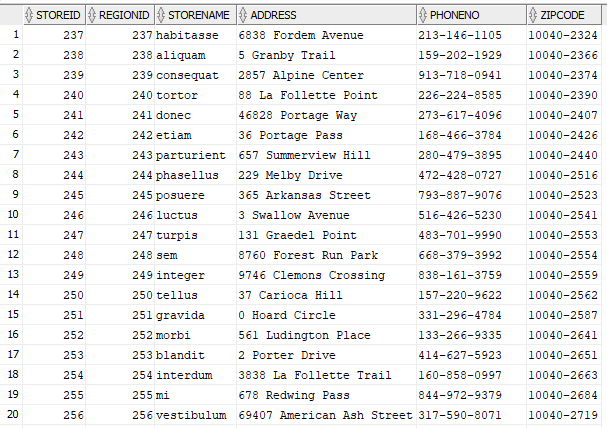 STOREID REGIONID STORENAME ADDRESS PHONENO ZIPCODE
1 237 237 habitasse 6838 Fordem Avenue 213-146-1105 10040-2324
2 238 238 aliquam 5 Granby Trail 159-202-1929 10040-2366
3 239 239 consequat 2857 Alpine Center 913-718-0941 10040-2374
4 240 240 tortor 88 La Follette Point 226-224-8585 10040-2390
5 241 241 donec 46828 Portage Way 273-617-4096 10040-2407
6 242 242 etiam 36 Portage Pass 168-466-3784 10040-2426
7 243 243 parturient 657 Summerview Hill 280-479-3895 10040-2440
8 244 244 phasellus 229 Melby Drive 472-428-0727 10040-2516
9 245 245 posuere 365 Arkansas Street 793-887-9076 10040-2523
10 246 246 luctus 3 Swallow Avenue 516-426-5230 10040-2541
11 247 247 turpis 131 Graedel Point 483-701-9990 10040-2553
12 248 248 sem 8760 Forest Run Park 668-379-3992 10040-2554
13 249 249 integer 9746 Clemons Crossing 838-161-3759 10040-2559
14 250 250 tellus 37 Carioca Hill 157-220-9622 10040-2562
15 251 251 gravida 0 Hoard Circle 331-296-4784 10040-2587
16 252 252 morbi 561 Ludington Place 133-266-9335 10040-2641
17 253 253 blandit 2 Porter Drive 414-627-5923 10040-2651
18 254 254 interdum 3838 La Follette Trail 160-858-0997 10040-2663
19 255 255 mi 678 Redwing Pass 844-972-9379 10040-2684
20 256 256 vestibulum 69407 American Ash Street 317-590-8071 10040-2719